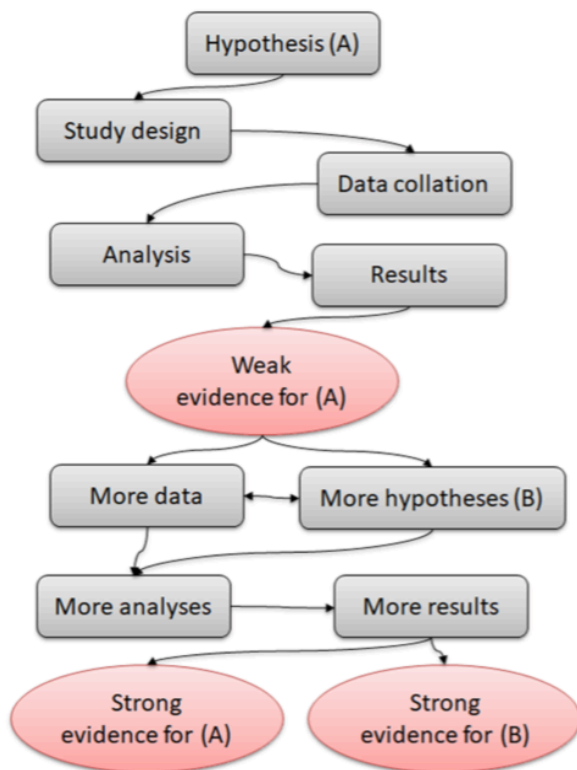 Hypothesis (A)
Study design
Data collation
Analysis
Results
Weak
evidence for (A)
More data
More hypotheses (B)
More analyses
More results
Strong
evidence for (A)
Strong
evidence for (B)